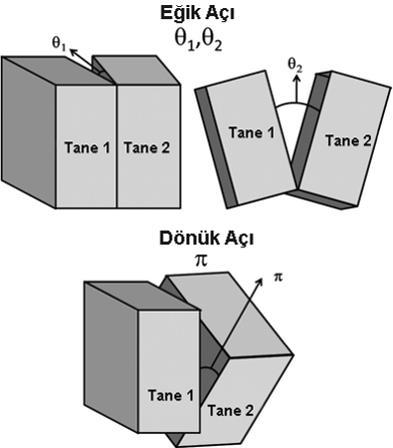 Eğik Açı
θ1,θ2
θ1
Tane 1 Tane 2
θ2
Tane 1 Tane 2
Dönük Açı
π
π
Tane 1
Tane 2